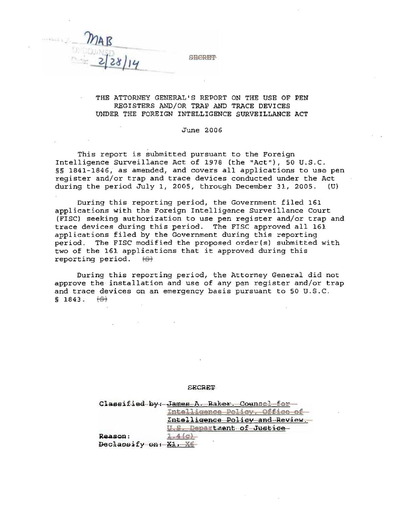 MAB
2/28/14
SECRET
THE ATTORNEY GENERAL'S REPORT ON THE USE OF PEN
REGISTERS AND/OR TRAP AND TRACE DEVICES
UNDER THE FOREIGN INTELLIGENCE SURVEILLANCE ACT
June 2006
This report is submitted pursuant to the Foreign
Intelligence Surveillance Act of 1978 (the "Act"), 50 U.S.C.
§§ 1841-1846, as amended, and covers all applications to use pen
register and/or trap and trace devices conducted under the Act
during the period July 1, 2005, through December 31, 2005. (U)
During this reporting period, the Government filed 161
applications with the Foreign Intelligence Surveillance Court
(FISC) seeking authorization to use pen register and/or trap and
trace devices during this period. The FISC approved all 161
applications filed by the Government during this reporting
period. The FISC modified the proposed order(s) submitted with
two of the 161 applications that it approved during this
reporting period. (S)
During this reporting period, the Attorney General did not
approve the installation and use of any pen register and/or trap
and trace devices on an emergency basis pursuant to 50 U.S.C.
§ 1843. (S)
SECRET
Classified by: James A. Baker, Counsel for
Intelligence Policy, Office of
Intelligence Policy and Review,
U.S. Department of Justice
Reason: 1.4(c)
Declassify on: X1, X6